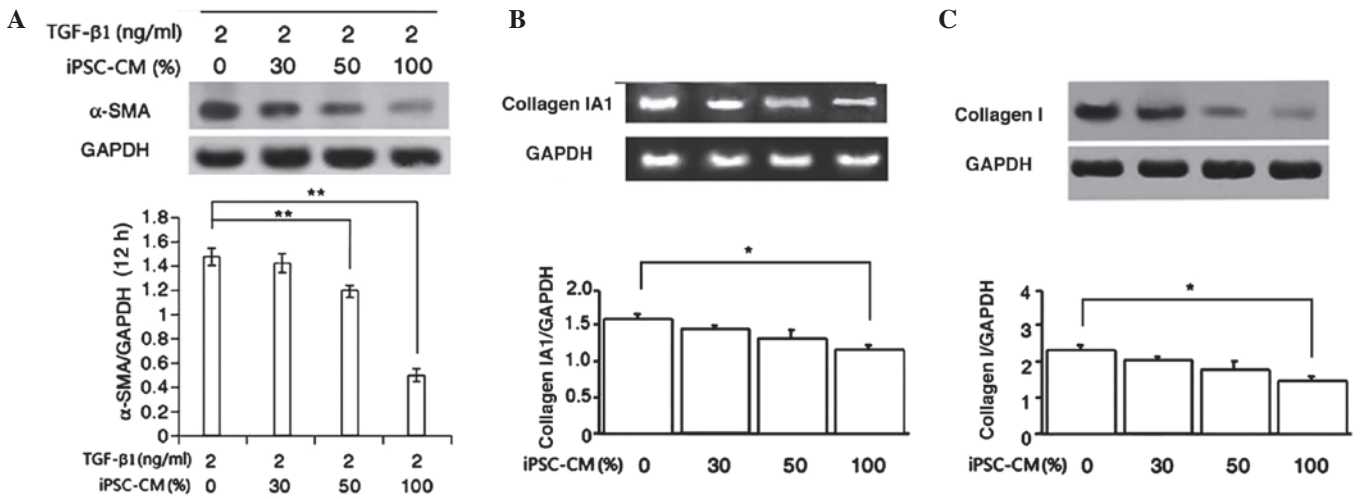 A
TGF-β1 (ng/ml) 2 2 2 2
iPSC-CM (%) 0 30 50 100
α-SMA
GAPDH
**
**
α-SMA/GAPDH (12 h)
1.8
1.6
1.4
1.2
1
0.8
0.6
0.4
0.2
0
TGF-β1(ng/ml) 2 2 2 2
iPSC-CM (%) 0 30 50 100
B
Collagen IA1
GAPDH
*
Collagen IA1/GAPDH
2.0
1.5
1.0
0.5
0
iPSC-CM (%) 0 30 50 100
C
Collagen I
GAPDH
*
Collagen I/GAPDH
4
3
2
1
0
iPSC-CM (%) 0 30 50 100